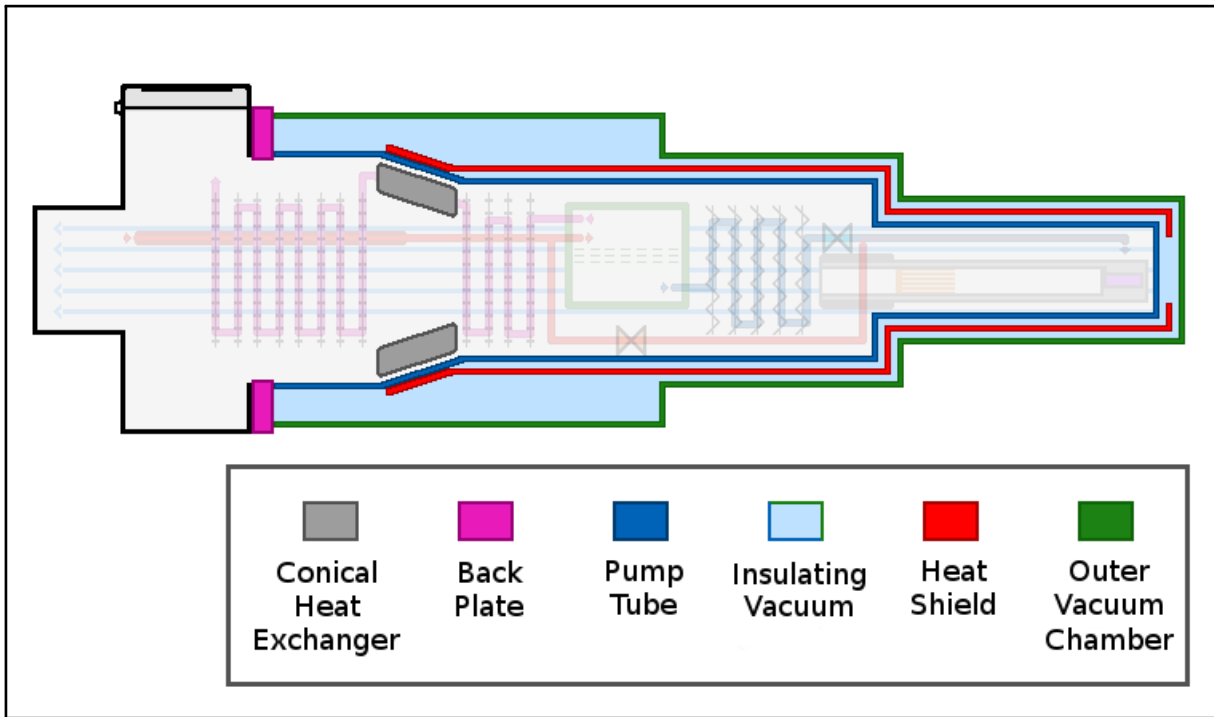 Conical
Heat
Exchanger
Back
Plate
Pump
Tube
Insulating
Vacuum
Heat
Shield
Outer
Vacuum
Chamber